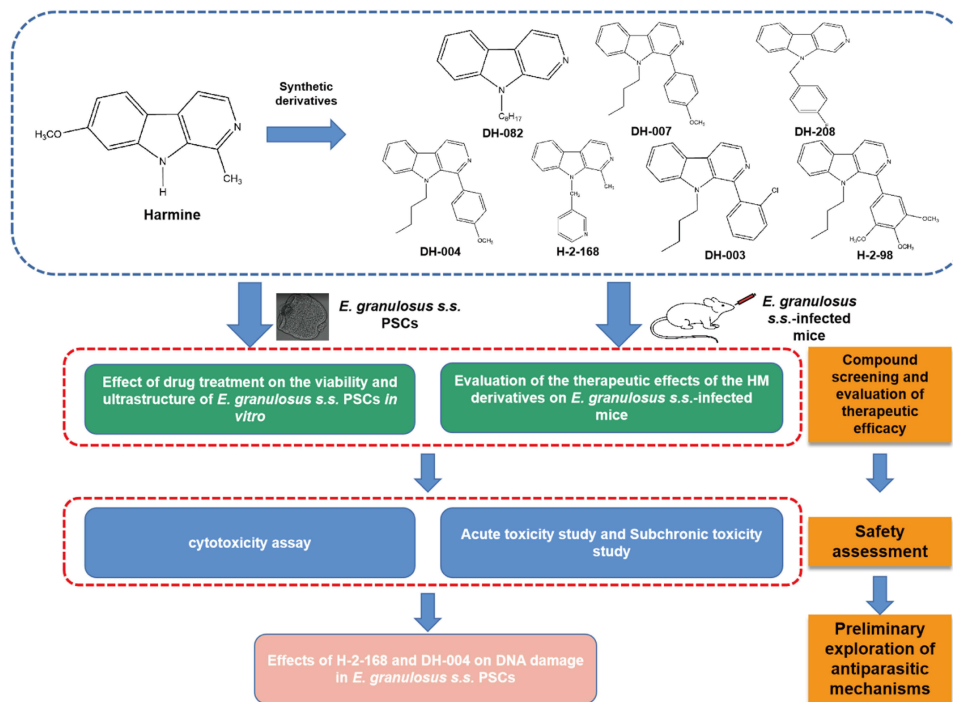 Synthetic
derivatives
H₃CO
N
H
N
CH₃
Harmine
N
N
C₈H₁₇
DH-082
N
N
OCH₃
DH-007
N
N
DH-208
N
N
OCH₃
DH-004
N
N
CH₃
CH₂
N
H-2-168
N
N
Cl
DH-003
N
N
OCH₃
OCH₃
OCH₃
H-2-98
E. granulosus s.s.
PSCs
E. granulosus
s.s.-infected
mice
Effect of drug treatment on the viability and
ultrastructure of E. granulosus s.s. PSCs in
vitro
Evaluation of the therapeutic effects of the HM
derivatives on E. granulosus s.s.-infected
mice
Compound
screening and
evaluation of
therapeutic
efficacy
cytotoxicity assay
Acute toxicity study and Subchronic toxicity
study
Safety
assessment
Effects of H-2-168 and DH-004 on DNA damage
in E. granulosus s.s. PSCs
Preliminary
exploration of
antiparasitic
mechanisms